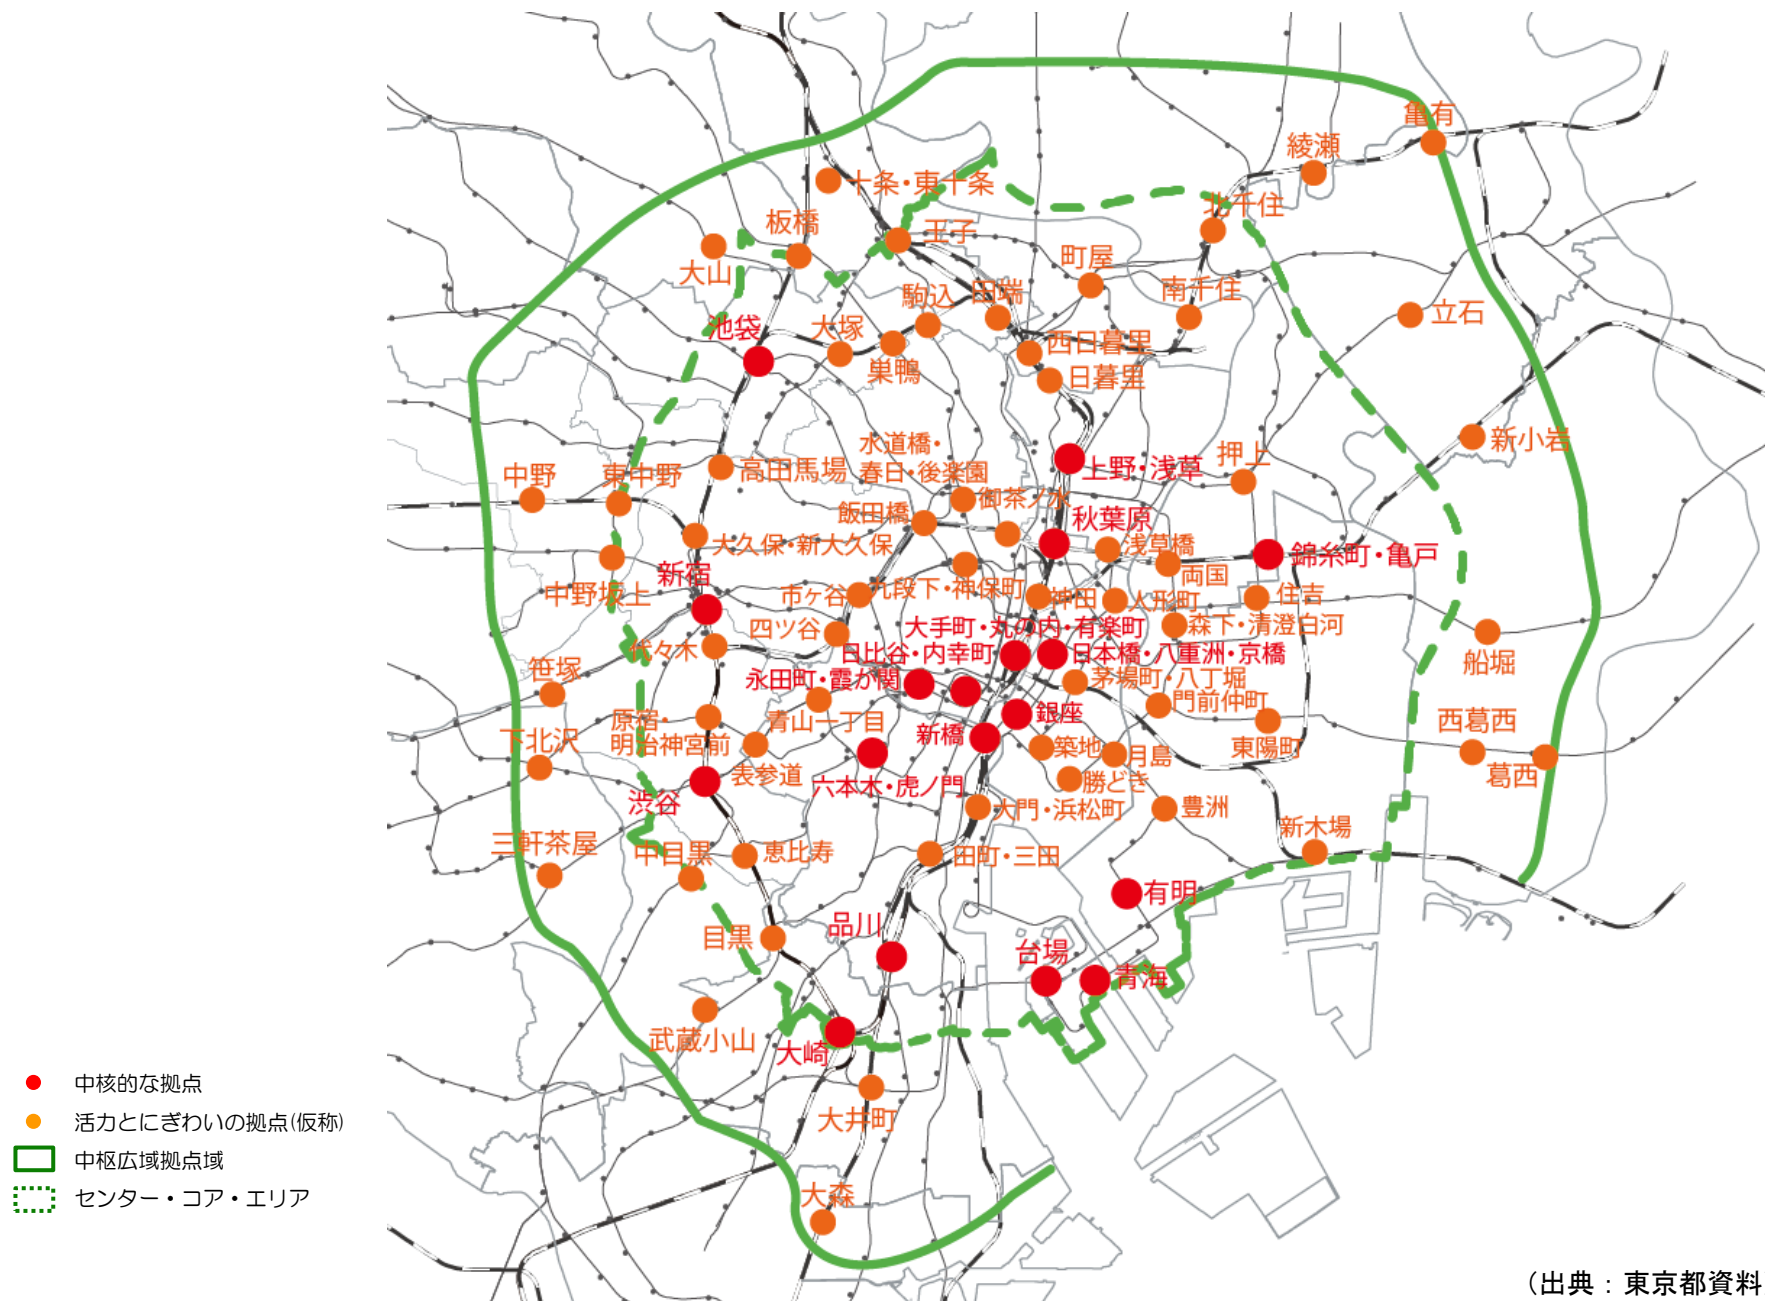 亀有
綾瀬
十条・東十条
北千住
板橋
王子
大山
町屋
駒込
田端
南千住
立石
池袋
大塚
西日暮里
巣鴨
日暮里
水道橋・
春日・後楽園
新小岩
押上
中野
東中野
高田馬場
上野・浅草
御茶ノ水
飯田橋
秋葉原
大久保・新大久保
浅草橋
錦糸町・亀戸
両国
新宿
中野坂上
市ヶ谷
九段下・神保町
神田
人形町
住吉
四ツ谷
大手町・丸の内・有楽町
森下・清澄白河
代々木
日比谷・内幸町
日本橋・八重洲・京橋
船堀
笹塚
永田町・霞が関
茅場町・八丁堀
門前仲町
原宿・
明治神宮前
青山一丁目
銀座
西葛西
下北沢
新橋
築地
月島
東陽町
表参道
葛西
六本木・虎ノ門
勝どき
渋谷
大門・浜松町
豊洲
新木場
三軒茶屋
中目黒
恵比寿
田町・三田
有明
目黒
品川
台場
青海
武蔵小山
大崎
大井町
大森
中核的な拠点
活力とにぎわいの拠点(仮称)
中枢広域拠点域
センター・コア・エリア
（出典：東京都資料